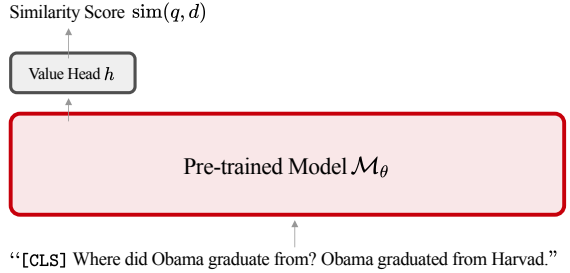 Similarity Score sim(q, d)
Value Head h
Pre-trained Model ℳθ
“[CLS] Where did Obama graduate from? Obama graduated from Harvad.”